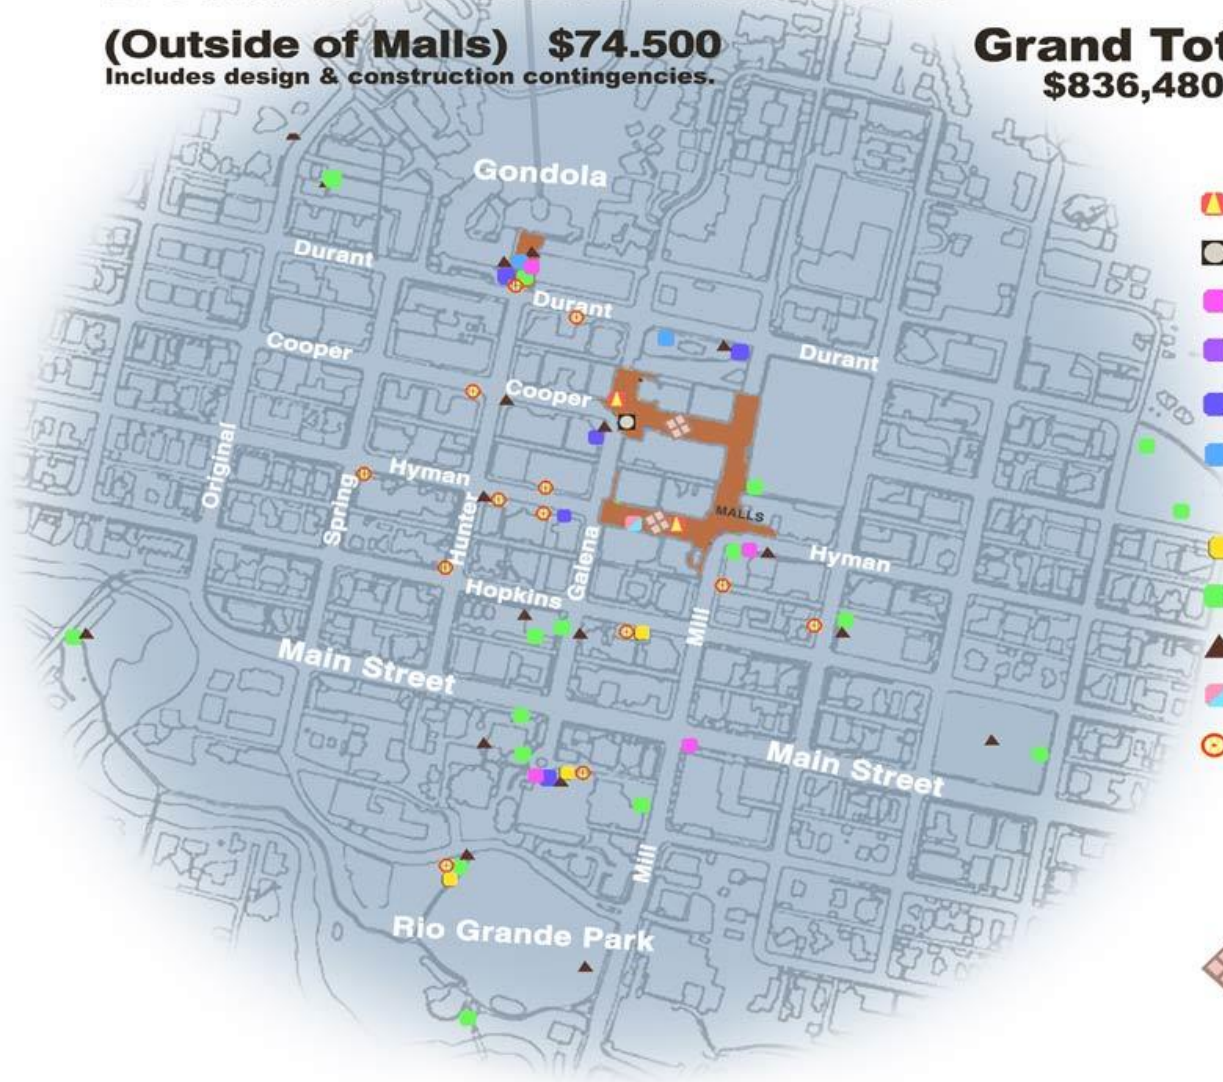 (Outside of Malls) $74.500
Includes design & construction contingencies.
Grand Tot
$836,480
Gondola
Durant
Durant
Durant
Cooper
Cooper
Original
Spring
Hyman
Hunter
Galena
MALLS
Hyman
Hopkins
Mill
Main Street
Main Street
Mill
Rio Grande Park